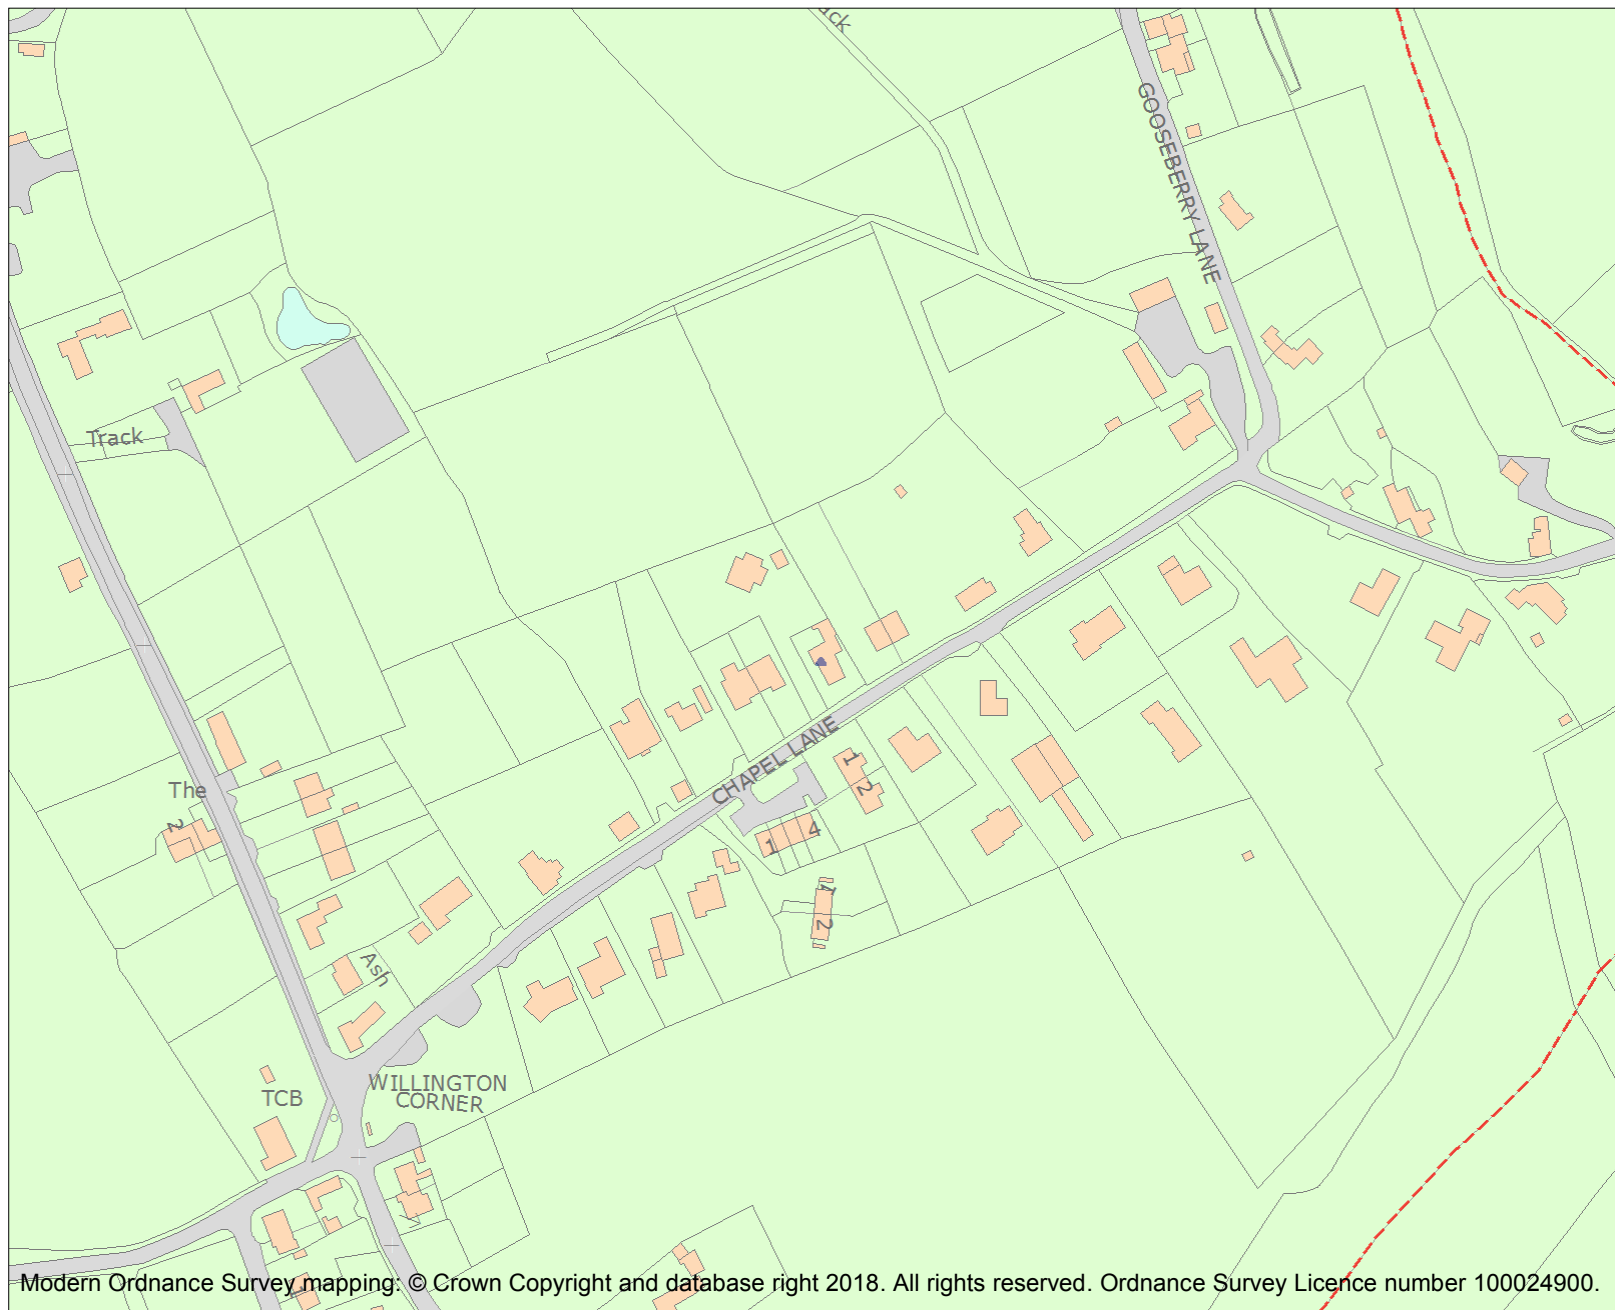 GOOSEBERRY LANE
Track
The
2
CHAPEL LANE
1
2
1
4
1
2
Ash
TCB
WILLINGTON
CORNER
Modern Ordnance Survey mapping: © Crown Copyright and database right 2018. All rights reserved. Ordnance Survey Licence number 100024900.